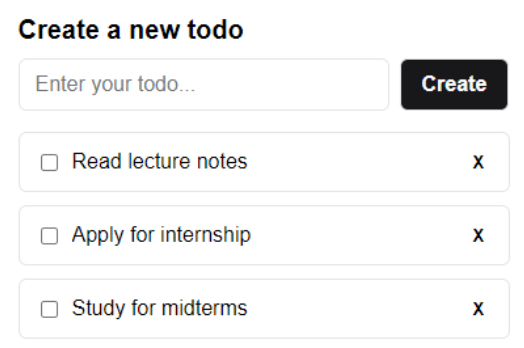 Create a new todo
Enter your todo... Create
Read lecture notes X
Apply for internship X
Study for midterms X